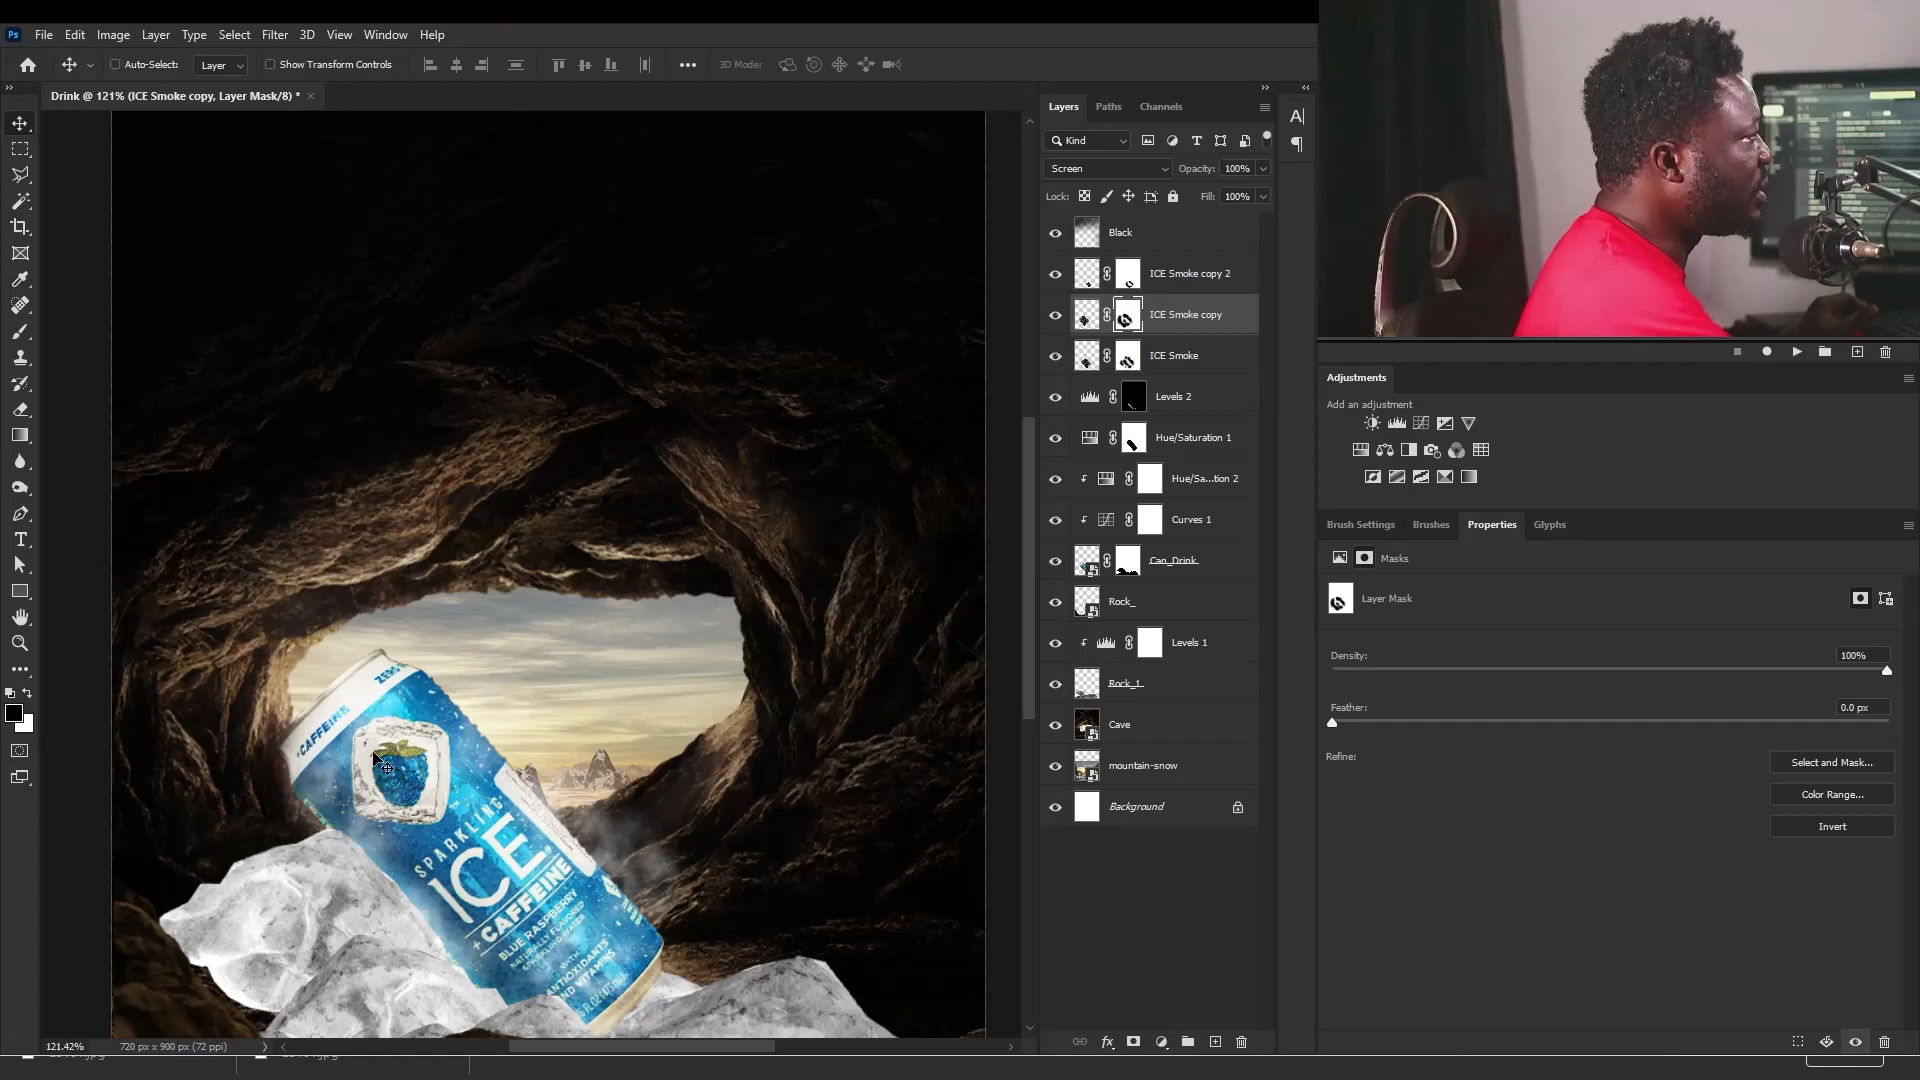 Ps File Edit Image Layer Type Select Filter 3D View Window Help
Auto-Select: Layer Show Transform Controls 3D Mode:
Drink @ 121% (ICE Smoke copy, Layer Mask/8) * ×
Layers Paths Channels
Kind
Screen Opacity: 100%
Lock: Fill: 100%
Black
ICE Smoke copy 2
ICE Smoke copy
ICE Smoke
Levels 2
Hue/Saturation 1
Hue/Sa...tion 2
Curves 1
Can_Drink
Rock_
Levels 1
Rock_1
Cave
mountain-snow
Background
Adjustments
Add an adjustment
Brush Settings Brushes Properties Glyphs
Masks
Layer Mask
Density: 100%
Feather: 0.0 px
Refine:
Select and Mask...
Color Range...
Invert
ZERO
+CAFFEINE
SPARKLING
ICE
+ CAFFEINE
BLUE RASPBERRY
NATURALLY FLAVORED
SPARKLING WATER
WITH
ANTIOXIDANTS
AND VITAMINS
121.42% 720 px x 900 px (72 ppi)